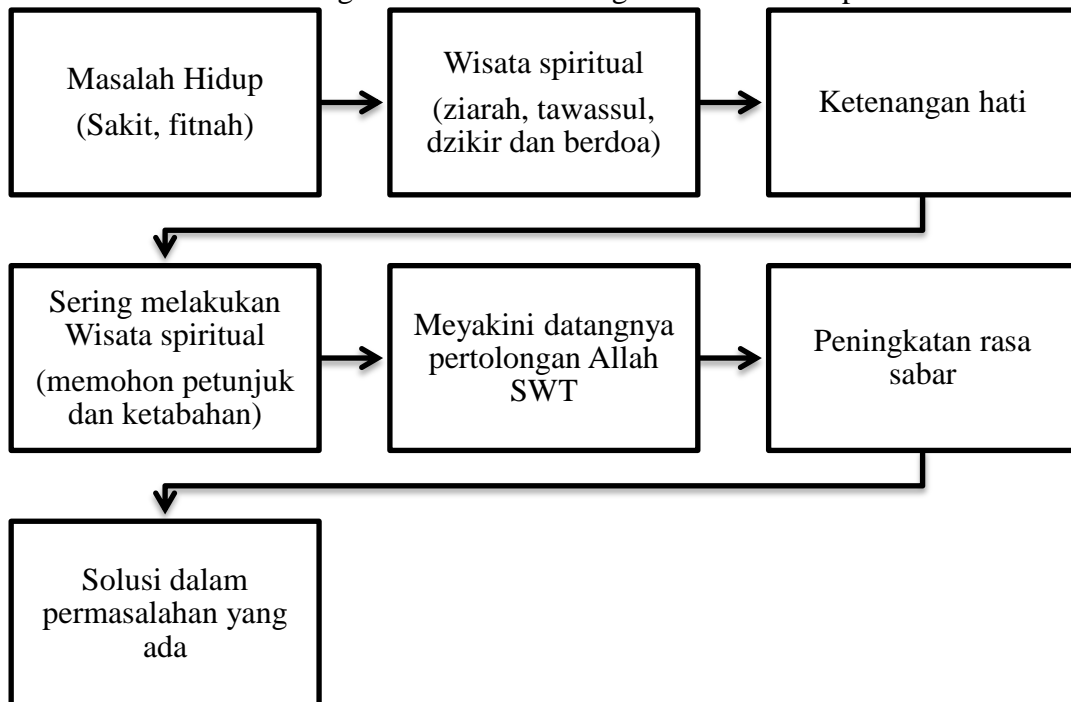 Masalah Hidup
(Sakit, fitnah)
Wisata spiritual
(ziarah, tawassul,
dzikir dan berdoa)
Ketenangan hati
Sering melakukan
Wisata spiritual
(memohon petunjuk
dan ketabahan)
Meyakini datangnya
pertolongan Allah
SWT
Peningkatan rasa
sabar
Solusi dalam
permasalahan yang
ada